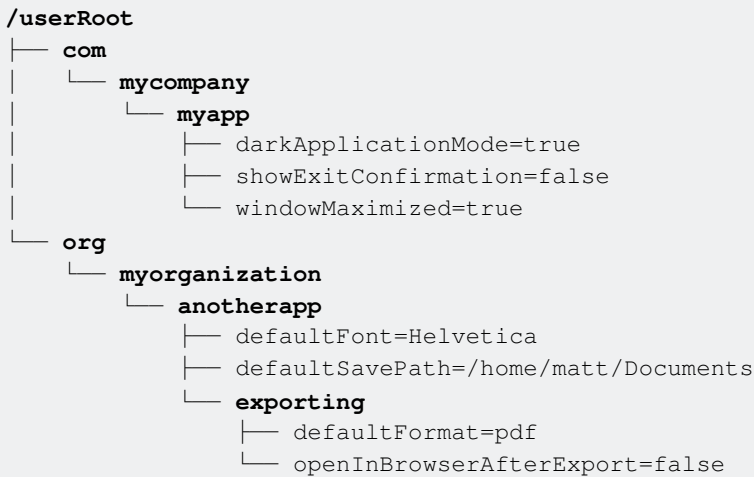 /userRoot
├── com
│   └── mycompany
│       └── myapp
│           ├── darkApplicationMode=true
│           ├── showExitConfirmation=false
│           └── windowMaximized=true
└── org
    └── myorganization
        └── anotherapp
            ├── defaultFont=Helvetica
            ├── defaultSavePath=/home/matt/Documents
            └── exporting
                ├── defaultFormat=pdf
                └── openInBrowserAfterExport=false